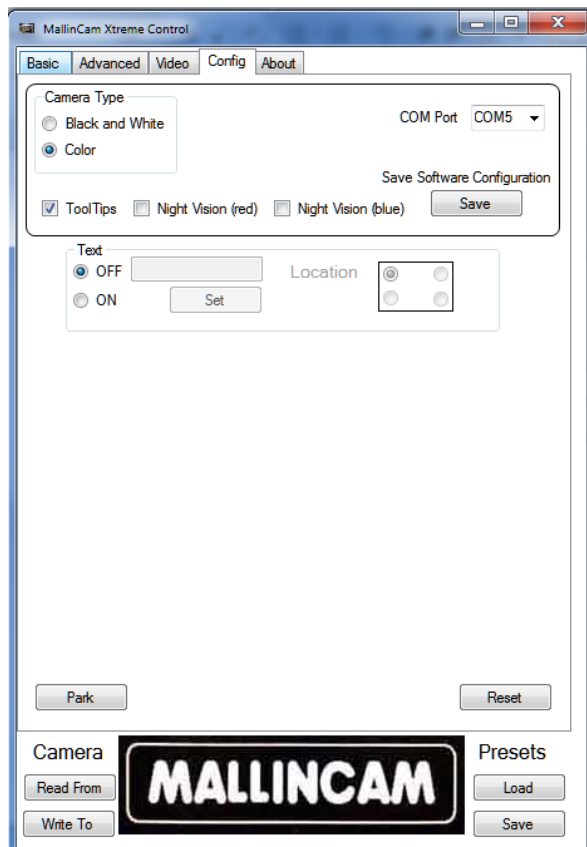 MallinCam Xtreme Control
Basic Advanced Video Config About
Camera Type
Black and White
Color
COM Port COM5
Save Software Configuration
ToolTips Night Vision (red) Night Vision (blue) Save
Text
OFF Location
ON Set
Park Reset
Camera Presets
Read From MALLINCAM Load
Write To Save